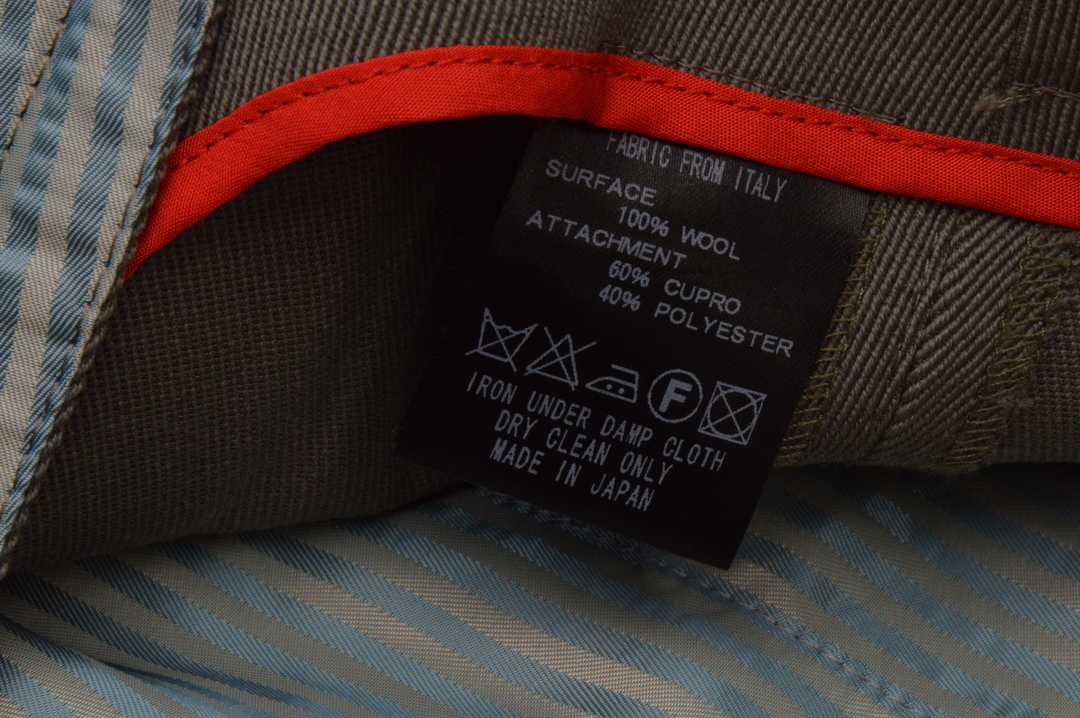 FABRIC FROM ITALY
SURFACE
100% WOOL
ATTACHMENT
60% CUPRO
40% POLYESTER
F
IRON UNDER DAMP CLOTH
DRY CLEAN ONLY
MADE IN JAPAN